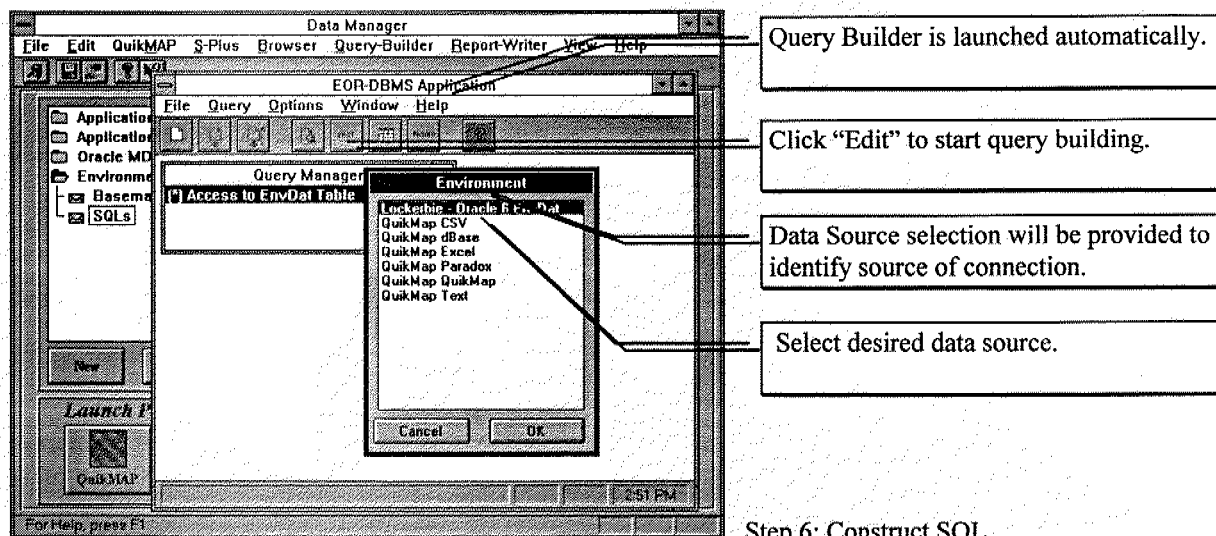 Data Manager
File Edit QuikMAP S-Plus Browser Query-Builder Report-Writer View Help
EOR-DBMS Application
File Query Options Window Help
Application
Application
Oracle MD
Environme
Basema
SQLs
Query Manager
[*] Access to EnvDat Table
Environment
Lockerbie - Oracle 6 Dat
QuikMap CSV
QuikMap dBase
QuikMap Excel
QuikMap Paradox
QuikMap QuikMap
QuikMap Text
Cancel OK
New
Launch P
QuikMAP
2:51 PM
For Help, press F1
Query Builder is launched automatically.
Click "Edit" to start query building.
Data Source selection will be provided to
identify source of connection.
Select desired data source.
Step 6: Construct SQL